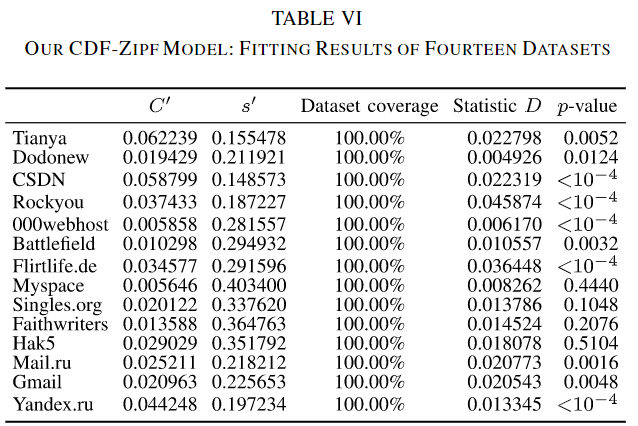 TABLE VI
OUR CDF-ZIPF MODEL: FITTING RESULTS OF FOURTEEN DATASETS
C′ s′ Dataset coverage Statistic D p-value
Tianya 0.062239 0.155478 100.00% 0.022798 0.0052
Dodonew 0.019429 0.211921 100.00% 0.004926 0.0124
CSDN 0.058799 0.148573 100.00% 0.022319 <10⁻⁴
Rockyou 0.037433 0.187227 100.00% 0.045874 <10⁻⁴
000webhost 0.005858 0.281557 100.00% 0.006170 <10⁻⁴
Battlefield 0.010298 0.294932 100.00% 0.010557 0.0032
Flirtlife.de 0.034577 0.291596 100.00% 0.036448 <10⁻⁴
Myspace 0.005646 0.403400 100.00% 0.008262 0.4440
Singles.org 0.020122 0.337620 100.00% 0.013786 0.1048
Faithwriters 0.013588 0.364763 100.00% 0.014524 0.2076
Hak5 0.029029 0.351792 100.00% 0.018078 0.5104
Mail.ru 0.025211 0.218212 100.00% 0.020773 0.0016
Gmail 0.020963 0.225653 100.00% 0.020543 0.0048
Yandex.ru 0.044248 0.197234 100.00% 0.013345 <10⁻⁴